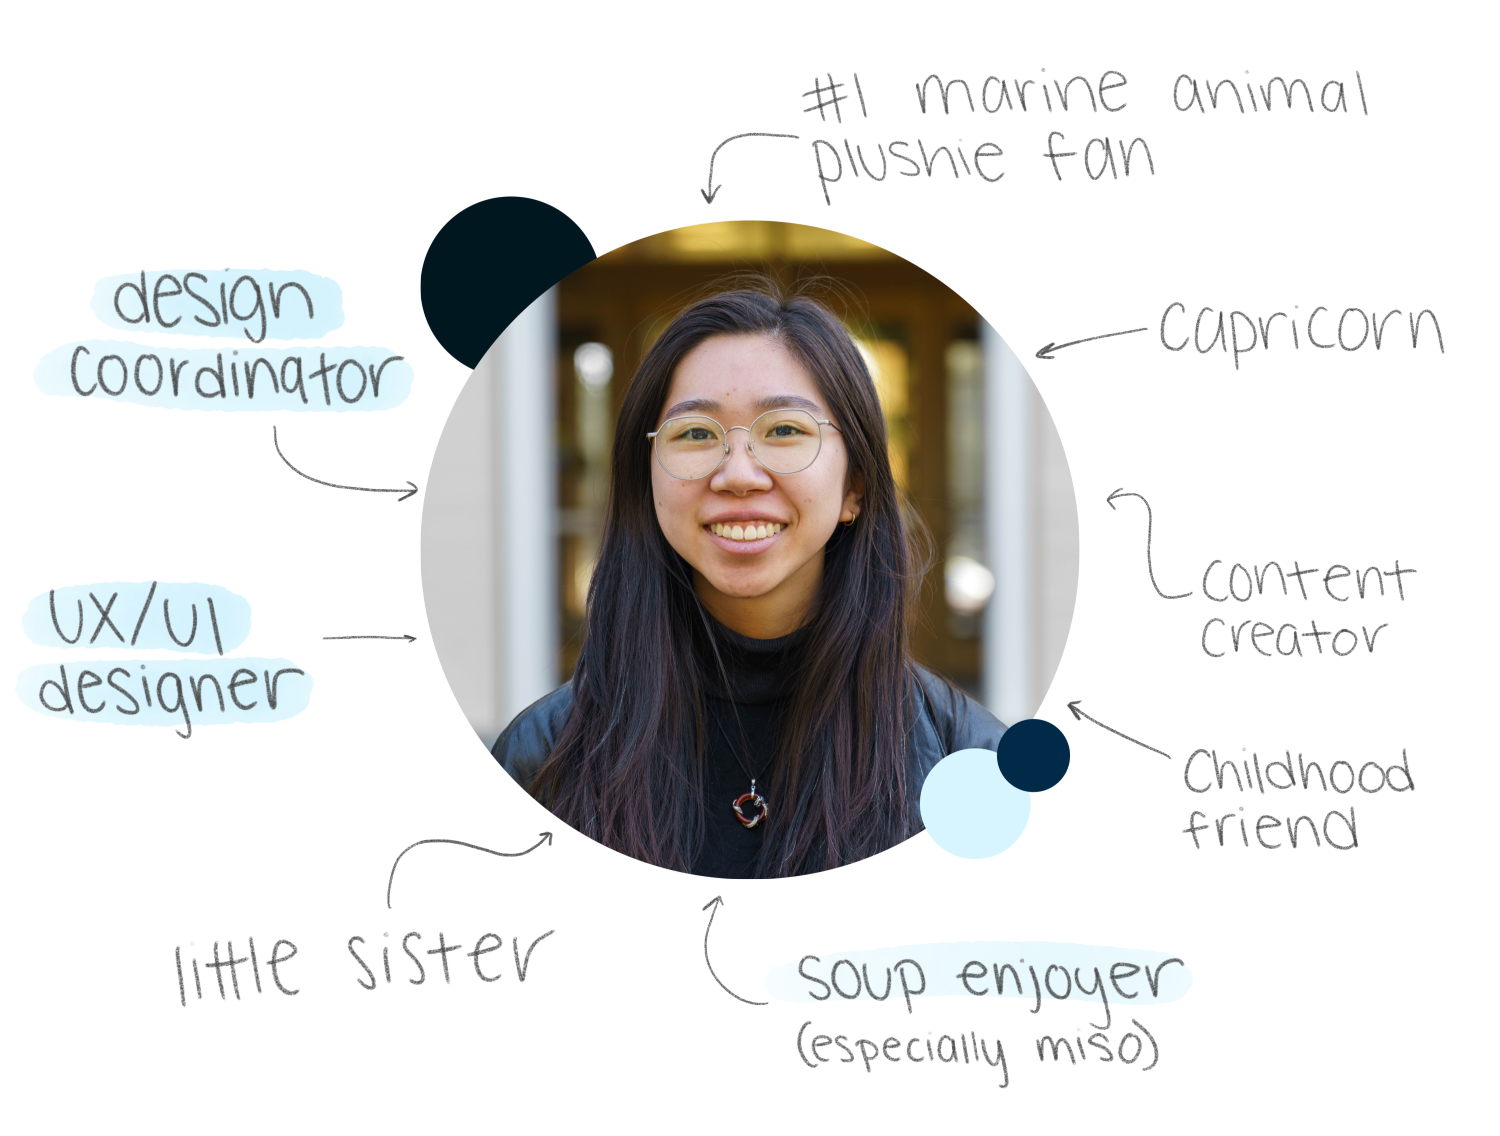 #1 marine animal
plushie fan
design
coordinator
capricorn
content
creator
UX/UI
designer
childhood
friend
little sister
soup enjoyer
(especially miso)